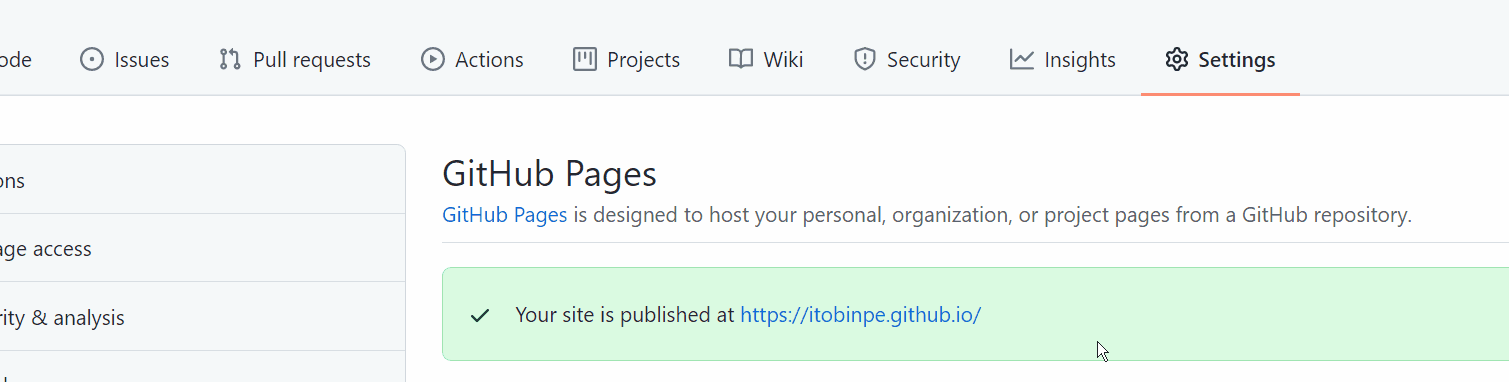 ode Issues Pull requests Actions Projects Wiki Security Insights Settings
ons
age access
rity & analysis
GitHub Pages
GitHub Pages is designed to host your personal, organization, or project pages from a GitHub repository.
Your site is published at https://itobinpe.github.io/